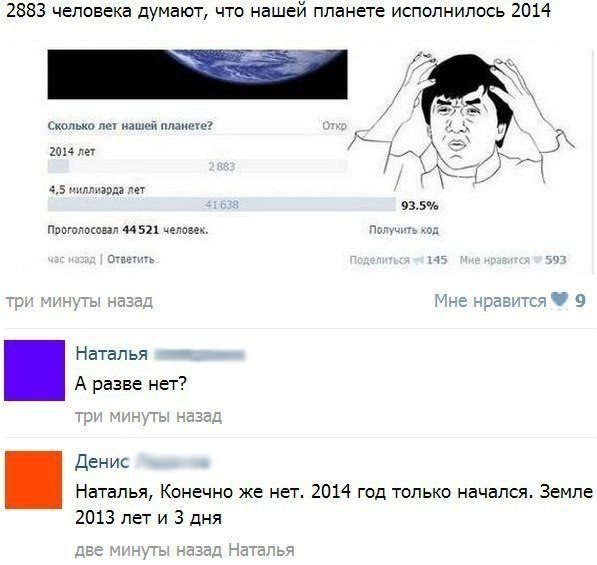 2883 человека думают, что нашей планете исполнилось 2014
Сколько лет нашей планете?
Откр
2014 лет
2 883
4,5 миллиарда лет
41 638
93.5%
Проголосовал 44 521 человек.
Получить код
час назад | Ответить
Поделиться 145 Мне нравится 593
три минуты назад
Мне нравится 9
Наталья
А разве нет?
три минуты назад
Денис
Наталья, Конечно же нет. 2014 год только начался. Земле
2013 лет и 3 дня
две минуты назад Наталья